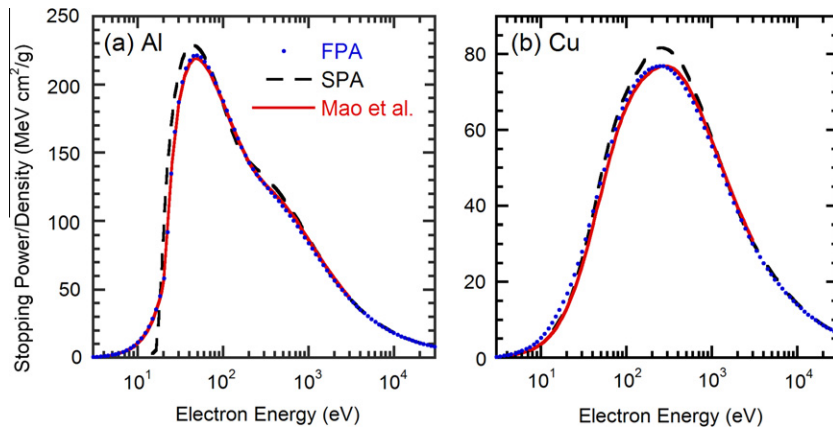 (a) Al
FPA
SPA
Mao et al.
250
200
150
100
50
0
10¹ 10² 10³ 10⁴
Stopping Power/Density (MeV cm²/g)
Electron Energy (eV)
(b) Cu
80
60
40
20
0
10¹ 10² 10³ 10⁴
Electron Energy (eV)